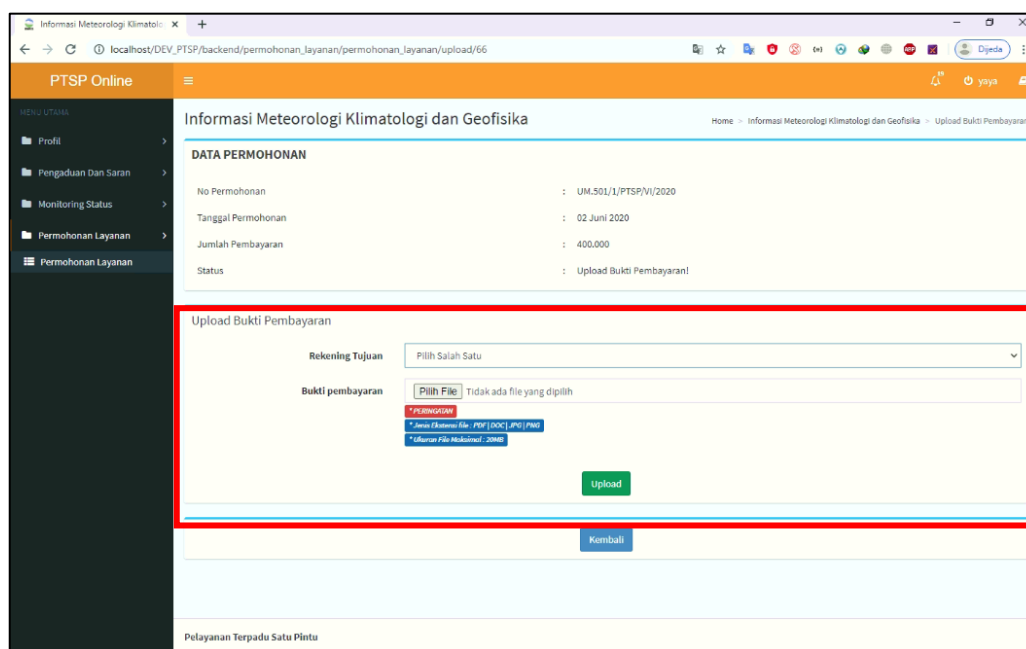 Informasi Meteorologi Klimatolo
localhost/DEV_PTSP/backend/permohonan_layanan/permohonan_layanan/upload/66
Dijeda
PTSP Online
yaya
MENU UTAMA
Informasi Meteorologi Klimatologi dan Geofisika
Home > Informasi Meteorologi Klimatologi dan Geofisika > Upload Bukti Pembayaran
Profil
Pengaduan Dan Saran
Monitoring Status
Permohonan Layanan
Permohonan Layanan
DATA PERMOHONAN
No Permohonan : UM.501/1/PTSP/VI/2020
Tanggal Permohonan : 02 Juni 2020
Jumlah Pembayaran : 400.000
Status : Upload Bukti Pembayaran!
Upload Bukti Pembayaran
Rekening Tujuan Pilih Salah Satu
Bukti pembayaran Pilih File Tidak ada file yang dipilih
* PERINGATAN
* Jenis Ekstensi file : PDF | DOC | JPG | PNG
* Ukuran File Maksimal : 20MB
Upload
Kembali
Pelayanan Terpadu Satu Pintu